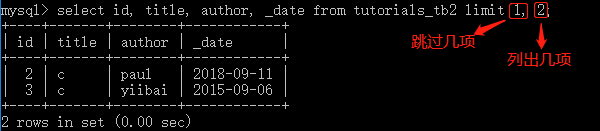 mysql> select id, title, author, _date from tutorials_tb2 limit 1, 2;
+----+-------+--------+------------+
| id | title | author | _date      |
+----+-------+--------+------------+
|  2 | c     | paul   | 2018-09-11 |
|  3 | c     | yiibai | 2015-09-06 |
+----+-------+--------+------------+
2 rows in set (0.00 sec)
跳过几项
列出几项